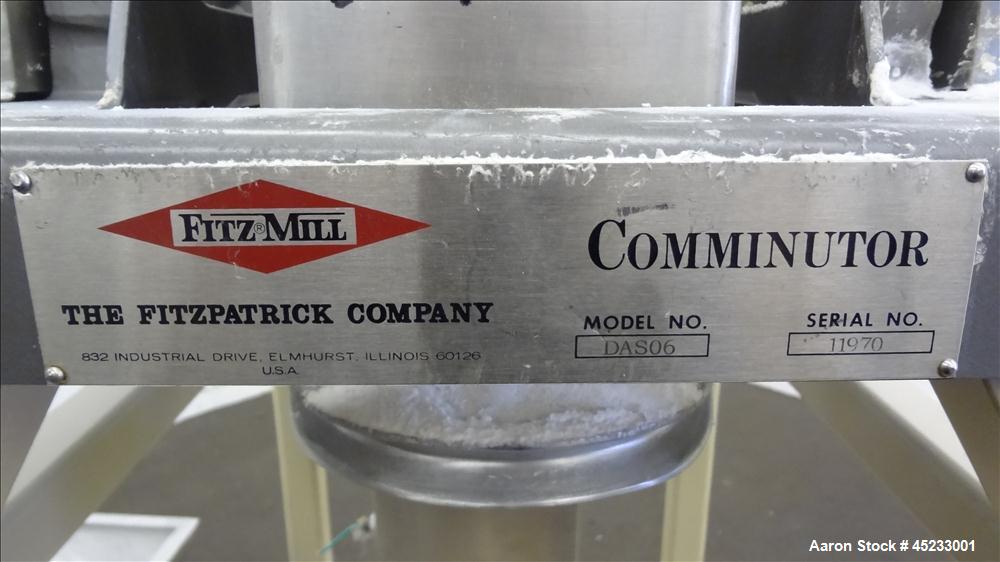 FITZ®MILL
COMMINUTOR
THE FITZPATRICK COMPANY
832 INDUSTRIAL DRIVE, ELMHURST, ILLINOIS 60126
U.S.A.
MODEL NO.
DAS06
SERIAL NO.
11970
Aaron Stock # 45233001